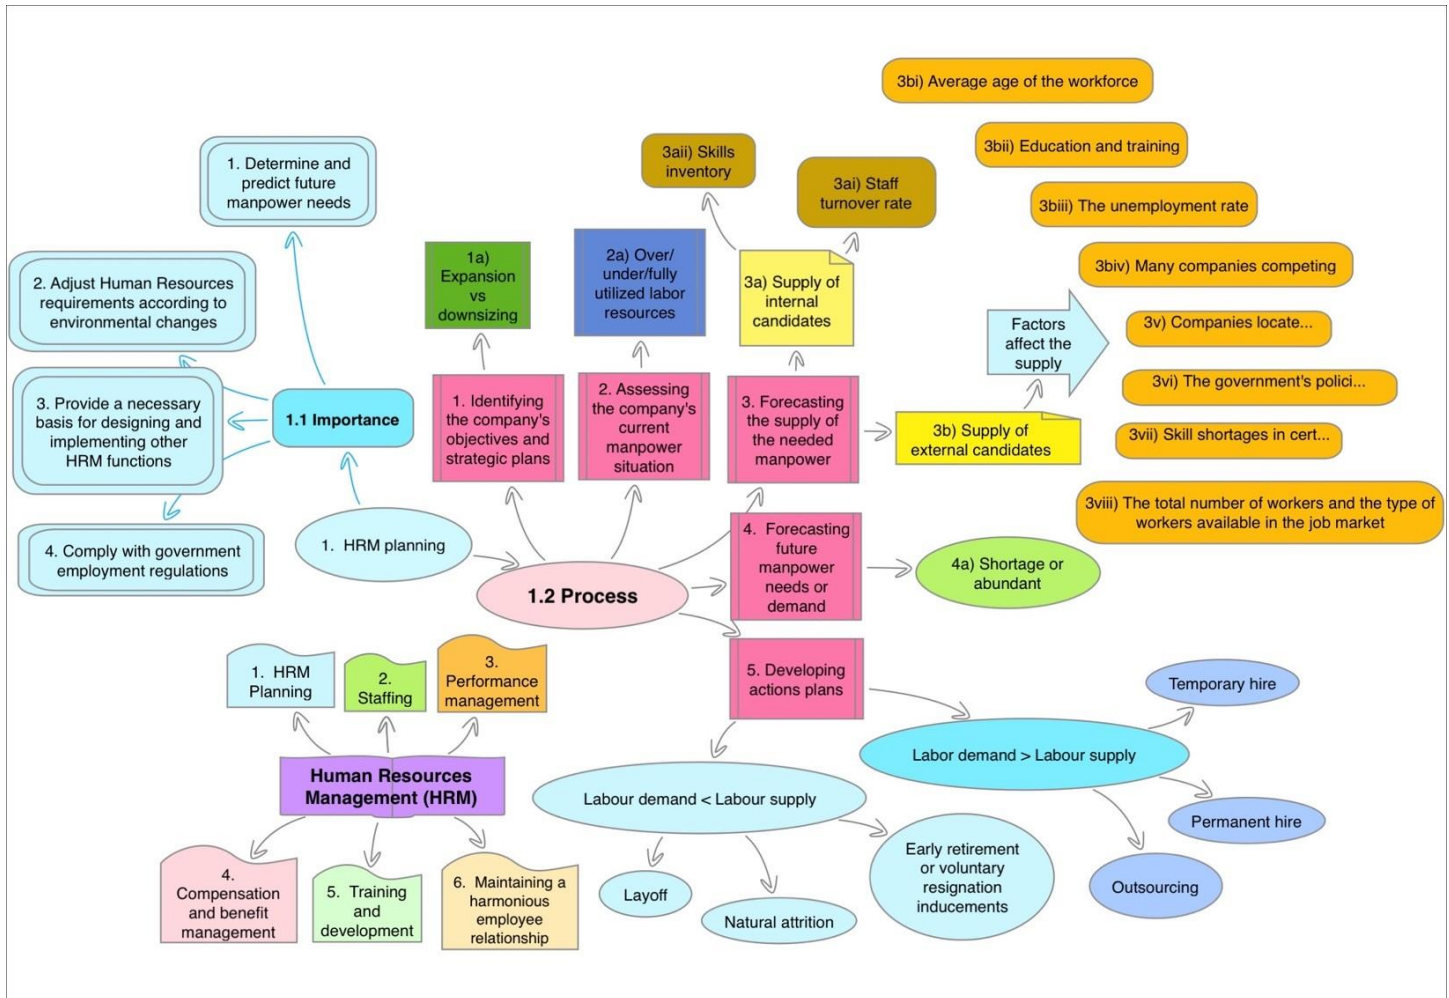 3bi) Average age of the workforce
3bii) Education and training
3biii) The unemployment rate
3biv) Many companies competing
3v) Companies locate...
3vi) The government's polici...
3vii) Skill shortages in cert...
3viii) The total number of workers and the type of
workers available in the job market
3aii) Skills
inventory
3ai) Staff
turnover rate
1. Determine and
predict future
manpower needs
2. Adjust Human Resources
requirements according to
environmental changes
3. Provide a necessary
basis for designing and
implementing other
HRM functions
4. Comply with government
employment regulations
1.1 Importance
1. HRM planning
1a)
Expansion
vs
downsizing
2a) Over/
under/fully
utilized labor
resources
3a) Supply of
internal
candidates
Factors
affect the
supply
1. Identifying
the company's
objectives and
strategic plans
2. Assessing
the company's
current
manpower
situation
3. Forecasting
the supply of
the needed
manpower
3b) Supply of
external candidates
1.2 Process
4. Forecasting
future
manpower
needs or
demand
4a) Shortage or
abundant
5. Developing
actions plans
Labor demand > Labour supply
Temporary hire
Permanent hire
Outsourcing
Labour demand < Labour supply
Layoff
Natural attrition
Early retirement
or voluntary
resignation
inducements
1. HRM
Planning
2.
Staffing
3.
Performance
management
Human Resources
Management (HRM)
4.
Compensation
and benefit
management
5. Training
and
development
6. Maintaining a
harmonious
employee
relationship